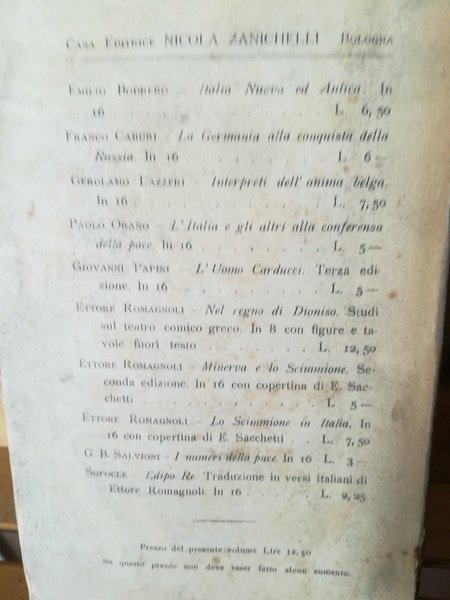 Casa Editrice NICOLA ZANICHELLI Bologna
Emilio Bodrero — Italia Nuova ed Antica. In
16 . . . . . . . . . . . L. 6,50
Franco Caburi — La Germania alla conquista della
Russia. In 16 . . . . . . . . L. 6 —
Gerolamo Lazzeri — Interpreti dell'anima belga.
In 16 . . . . . . . . . . L. 7,50
Paolo Orano — L'Italia e gli altri alla conferenza
della pace. In 16 . . . . . . . L. 5 —
Giovanni Papini — L'Uomo Carducci. Terza edi-
zione. In 16 . . . . . . . . L. 5 —
Ettore Romagnoli — Nel regno di Dioniso. Studi
sul teatro comico greco. In 8 con figure e ta-
vole fuori testo . . . . . . L. 12,50
Ettore Romagnoli — Minerva e lo Scimmione. Se-
conda edizione. In 16 con copertina di E. Sac-
chetti . . . . . . . . . L. 5 —
Ettore Romagnoli — Lo Scimmione in Italia. In
16 con copertina di E. Sacchetti . . L. 7,50
G. B. Salvioni — I numeri della pace. In 16 L. 3 —
Sofocle — Edipo Re. Traduzione in versi italiani di
Ettore Romagnoli. In 16 . . . . . L. 2,25
Prezzo del presente volume Lire 12,50
Su questo prezzo non deve esser fatto alcun aumento.